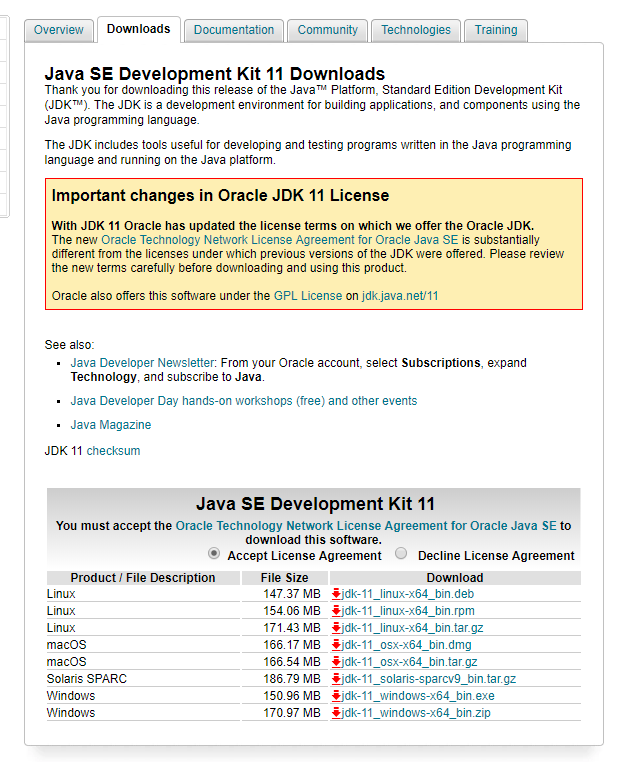 Overview Downloads Documentation Community Technologies Training
Java SE Development Kit 11 Downloads
Thank you for downloading this release of the Java™ Platform, Standard Edition Development Kit
(JDK™). The JDK is a development environment for building applications, and components using the
Java programming language.
The JDK includes tools useful for developing and testing programs written in the Java programming
language and running on the Java platform.
Important changes in Oracle JDK 11 License
With JDK 11 Oracle has updated the license terms on which we offer the Oracle JDK.
The new Oracle Technology Network License Agreement for Oracle Java SE is substantially
different from the licenses under which previous versions of the JDK were offered. Please review
the new terms carefully before downloading and using this product.
Oracle also offers this software under the GPL License on jdk.java.net/11
See also:
Java Developer Newsletter: From your Oracle account, select Subscriptions, expand
Technology, and subscribe to Java.
Java Developer Day hands-on workshops (free) and other events
Java Magazine
JDK 11 checksum
Java SE Development Kit 11
You must accept the Oracle Technology Network License Agreement for Oracle Java SE to
download this software.
Accept License Agreement Decline License Agreement
Product / File Description File Size Download
Linux 147.37 MB jdk-11_linux-x64_bin.deb
Linux 154.06 MB jdk-11_linux-x64_bin.rpm
Linux 171.43 MB jdk-11_linux-x64_bin.tar.gz
macOS 166.17 MB jdk-11_osx-x64_bin.dmg
macOS 166.54 MB jdk-11_osx-x64_bin.tar.gz
Solaris SPARC 186.79 MB jdk-11_solaris-sparcv9_bin.tar.gz
Windows 150.96 MB jdk-11_windows-x64_bin.exe
Windows 170.97 MB jdk-11_windows-x64_bin.zip